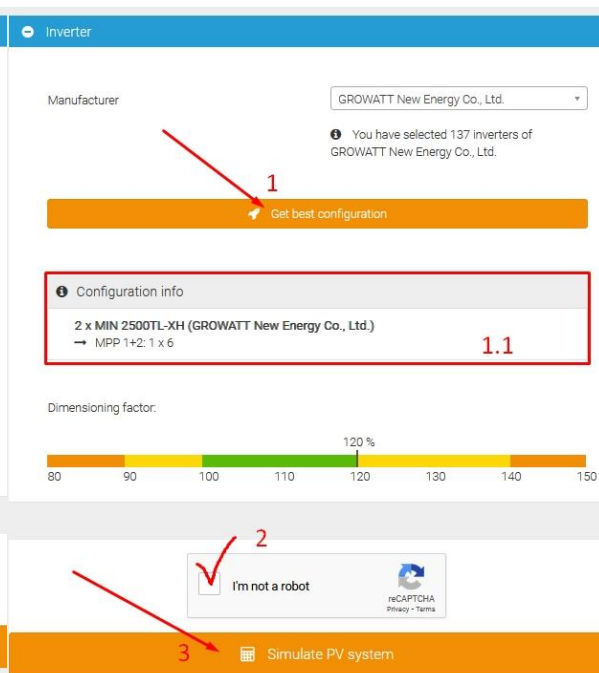 Inverter
Manufacturer
GROWATT New Energy Co., Ltd.
You have selected 137 inverters of
GROWATT New Energy Co., Ltd.
1
Get best configuration
Configuration info
2 x MIN 2500TL-XH (GROWATT New Energy Co., Ltd.)
→ MPP 1+2: 1 x 6
1.1
Dimensioning factor:
120 %
80 90 100 110 120 130 140 150
2
I'm not a robot
reCAPTCHA
Privacy - Terms
3
Simulate PV system